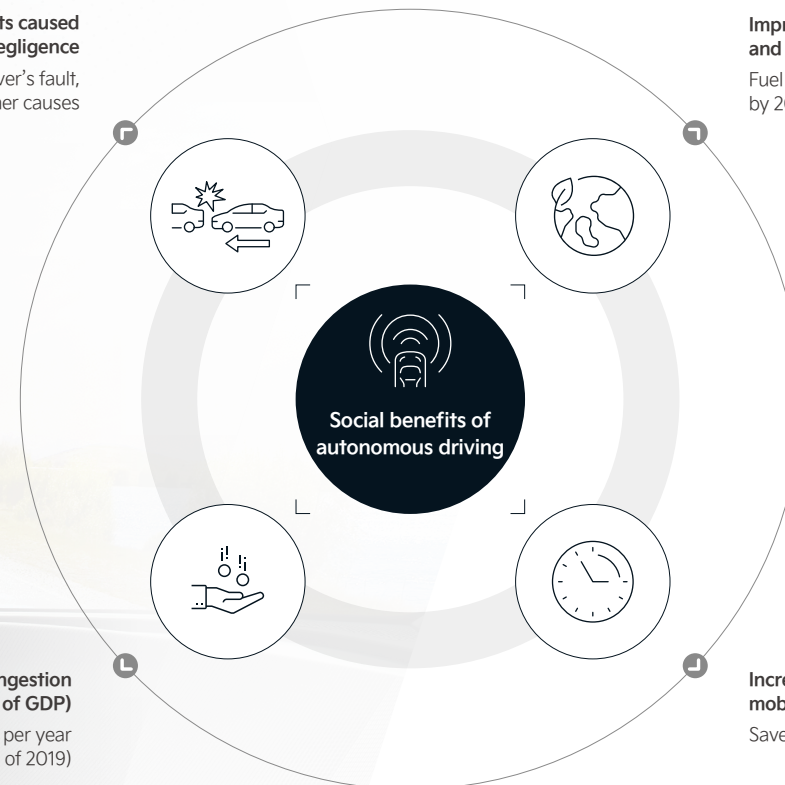 ts caused
egligence
ver's fault,
er causes
Impr
and
Fuel
by 20
Social benefits of
autonomous driving
ngestion
of GDP)
per year
of 2019)
Incre
mob
Save